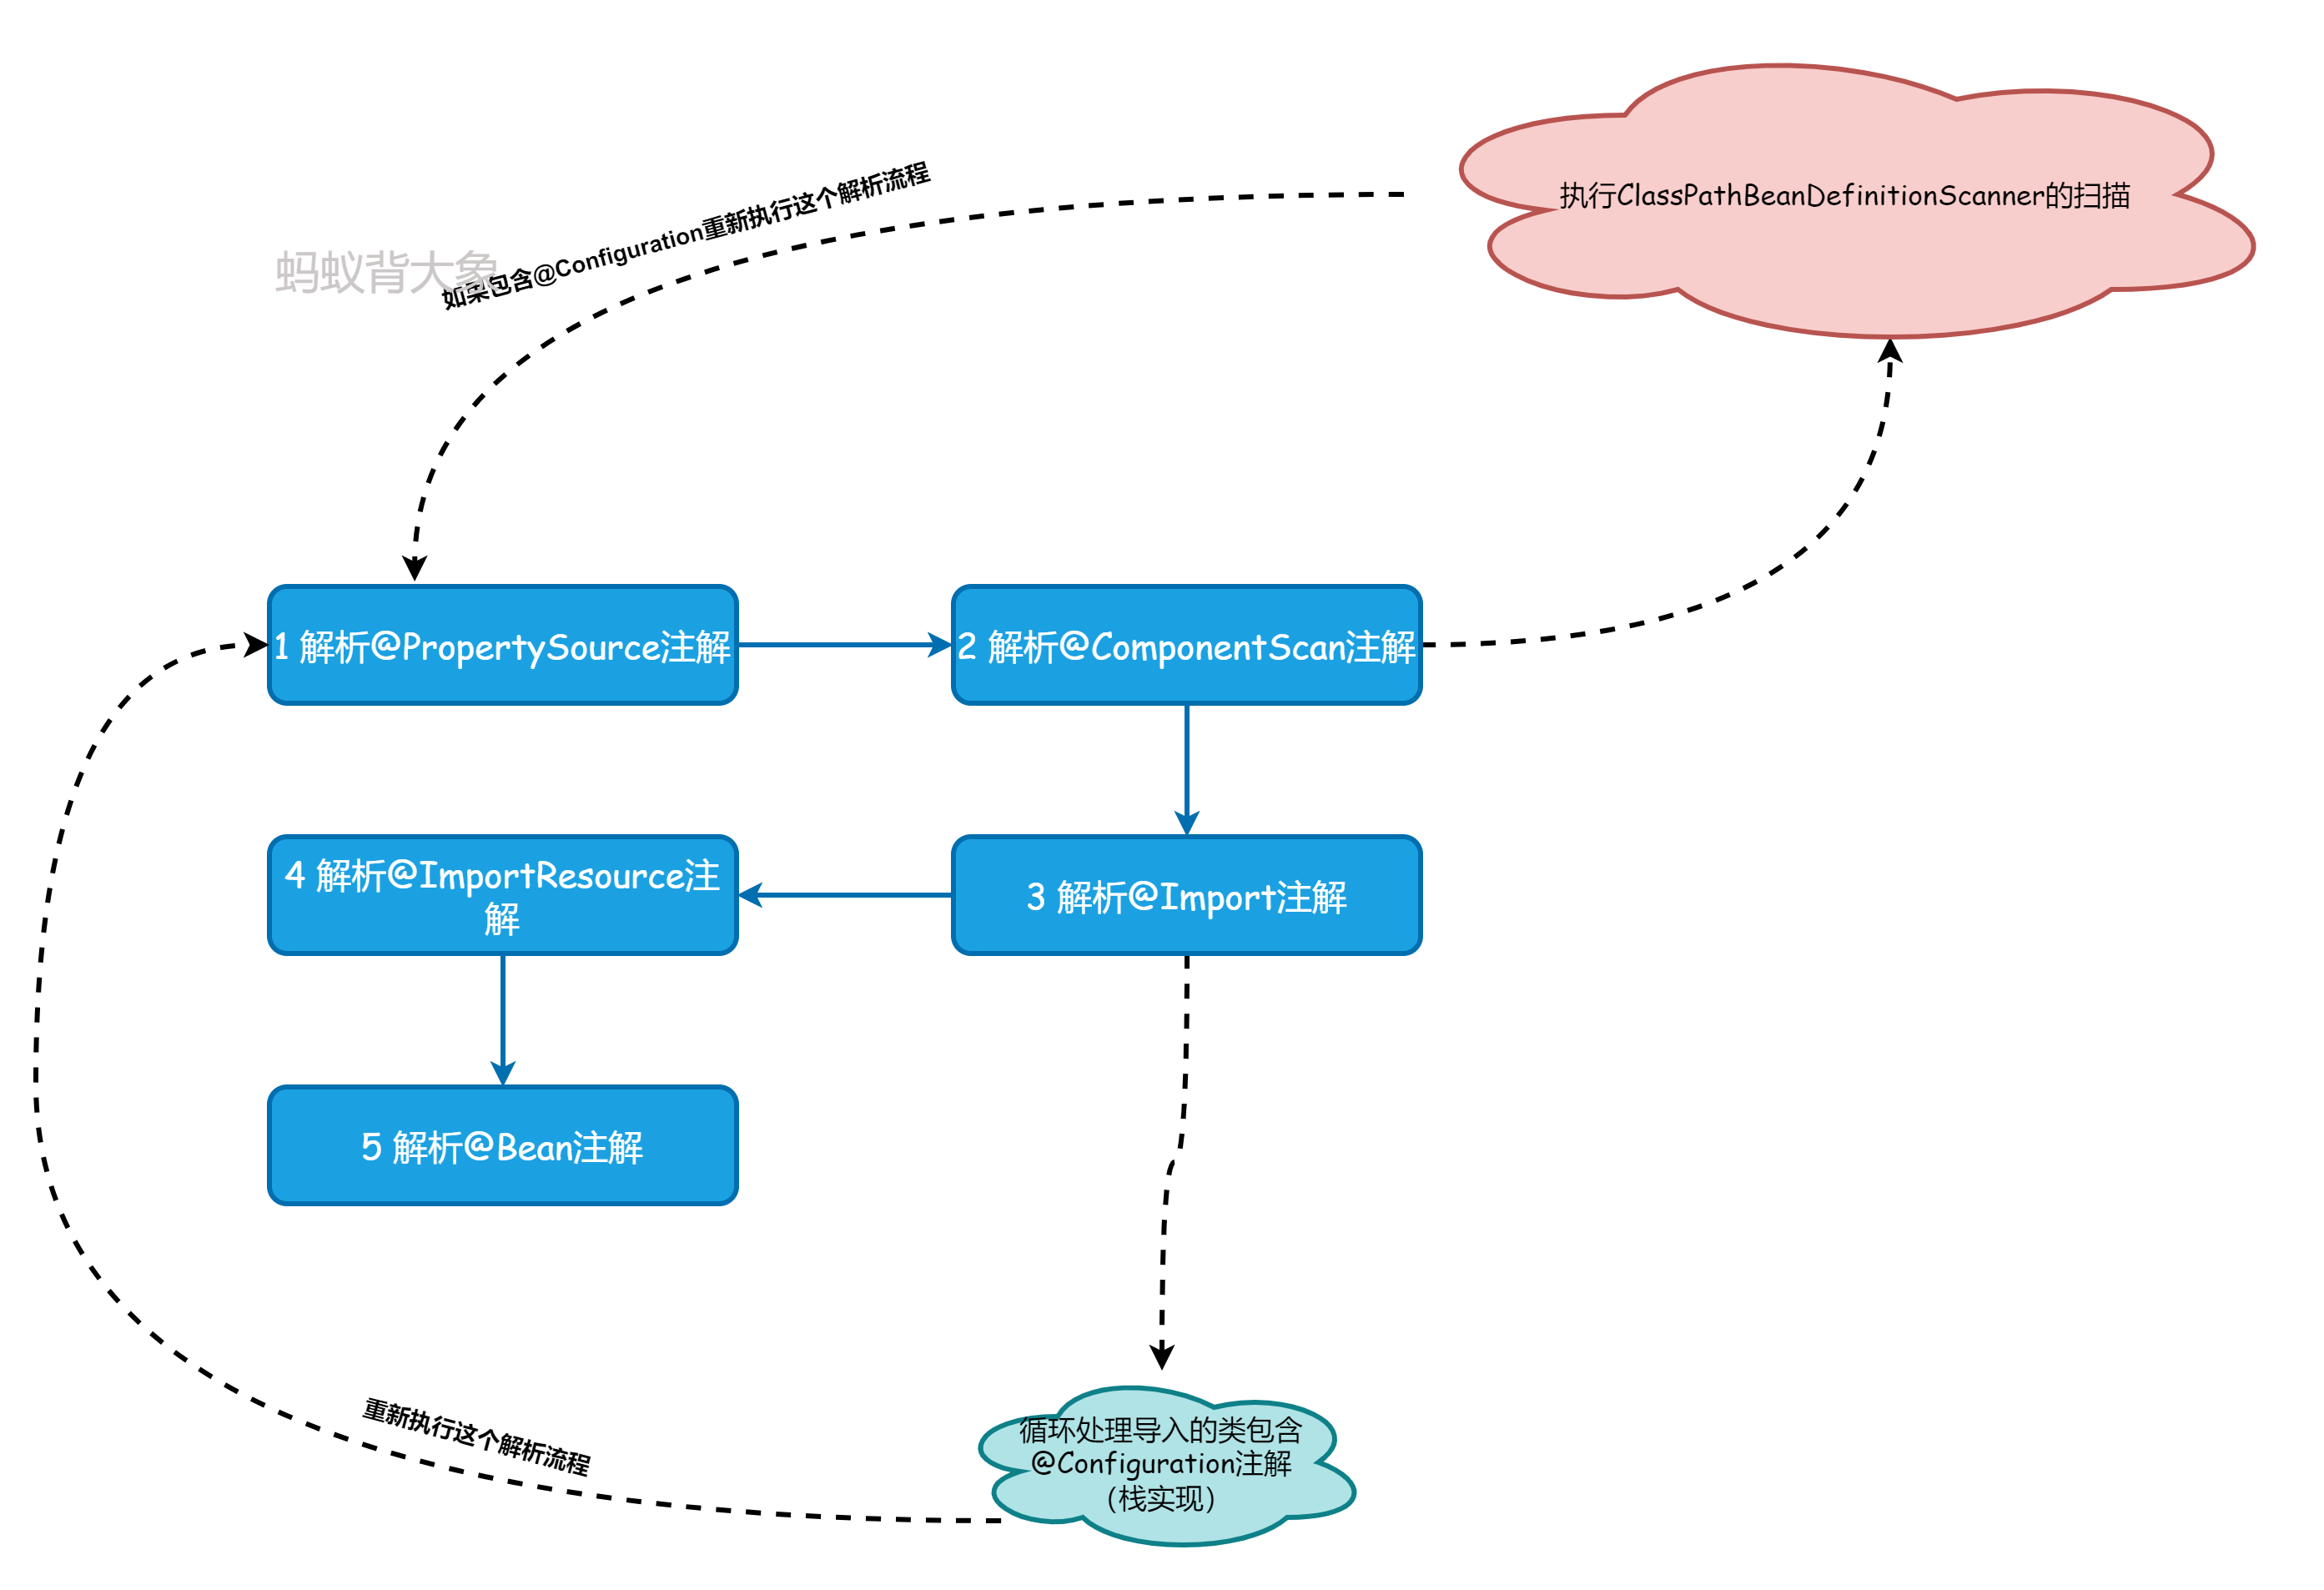 执行ClassPathBeanDefinitionScanner的扫描
如果包含@Configuration重新执行这个解析流程
蚂蚁背大象
1 解析@PropertySource注解
2 解析@ComponentScan注解
4 解析@ImportResource注
解
3 解析@Import注解
5 解析@Bean注解
重新执行这个解析流程
循环处理导入的类包含
@Configuration注解
（栈实现）